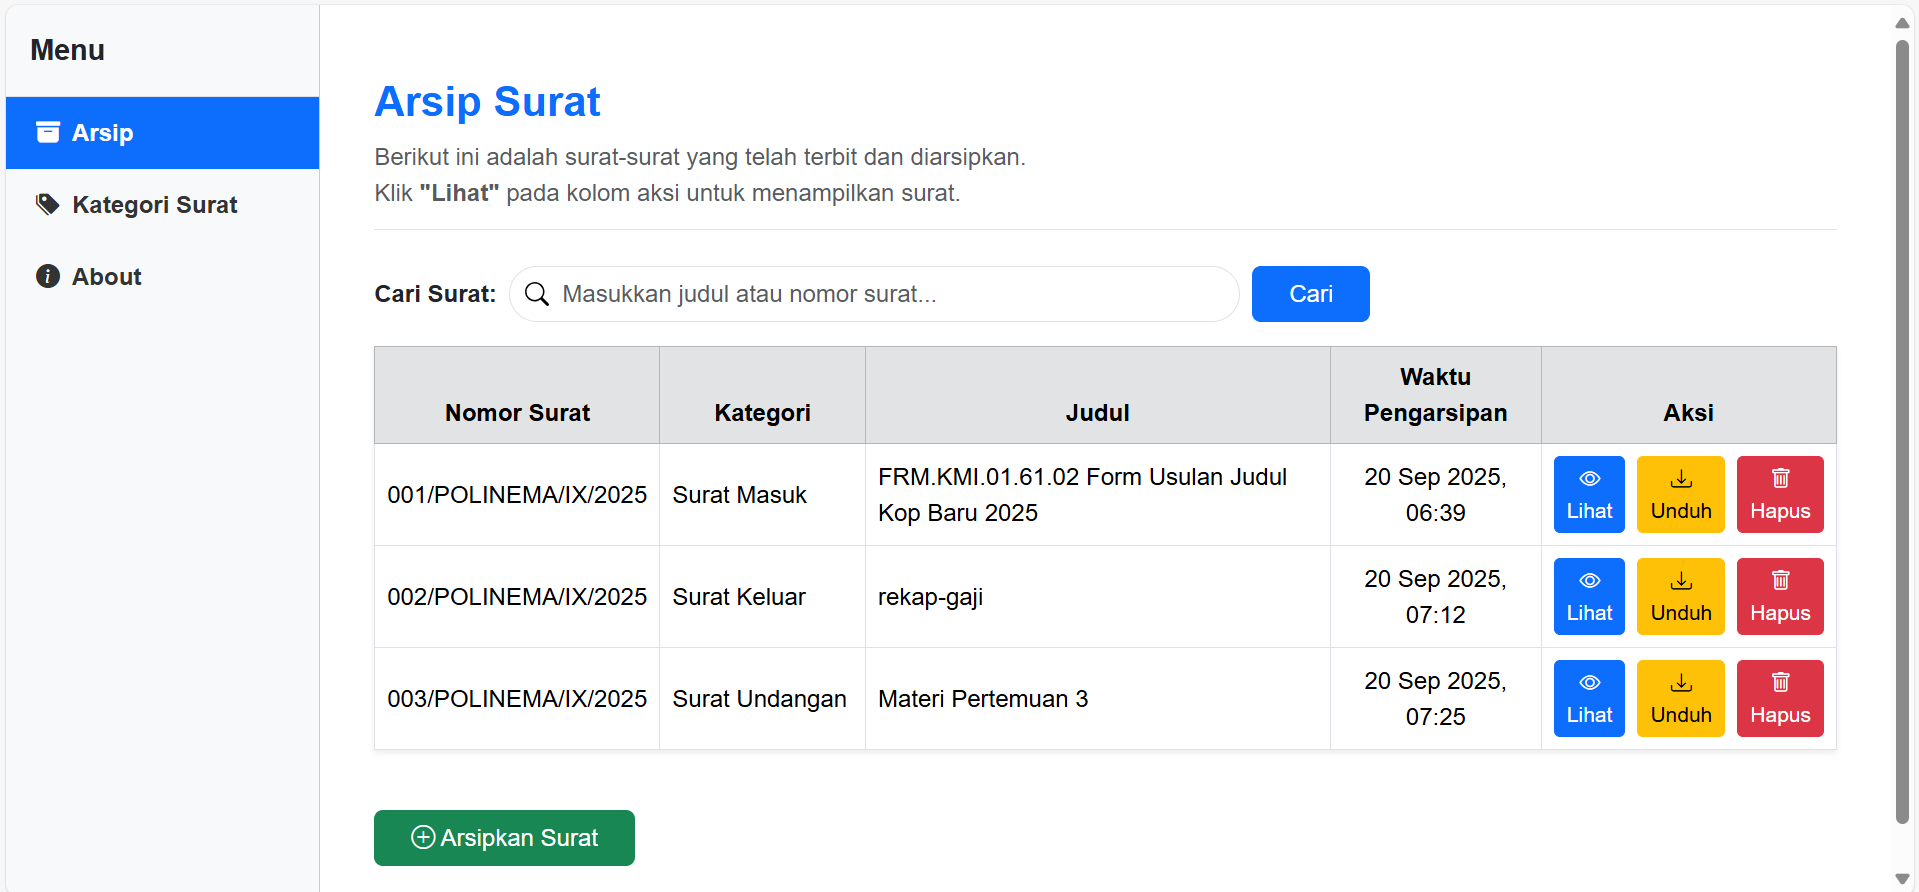 Menu
Arsip
Kategori Surat
About
Arsip Surat
Berikut ini adalah surat-surat yang telah terbit dan diarsipkan.
Klik "Lihat" pada kolom aksi untuk menampilkan surat.
Cari Surat: Masukkan judul atau nomor surat... Cari
Nomor Surat Kategori Judul Waktu
Pengarsipan Aksi
001/POLINEMA/IX/2025 Surat Masuk FRM.KMI.01.61.02 Form Usulan Judul
Kop Baru 2025 20 Sep 2025,
06:39 Lihat Unduh Hapus
002/POLINEMA/IX/2025 Surat Keluar rekap-gaji 20 Sep 2025,
07:12 Lihat Unduh Hapus
003/POLINEMA/IX/2025 Surat Undangan Materi Pertemuan 3 20 Sep 2025,
07:25 Lihat Unduh Hapus
Arsipkan Surat